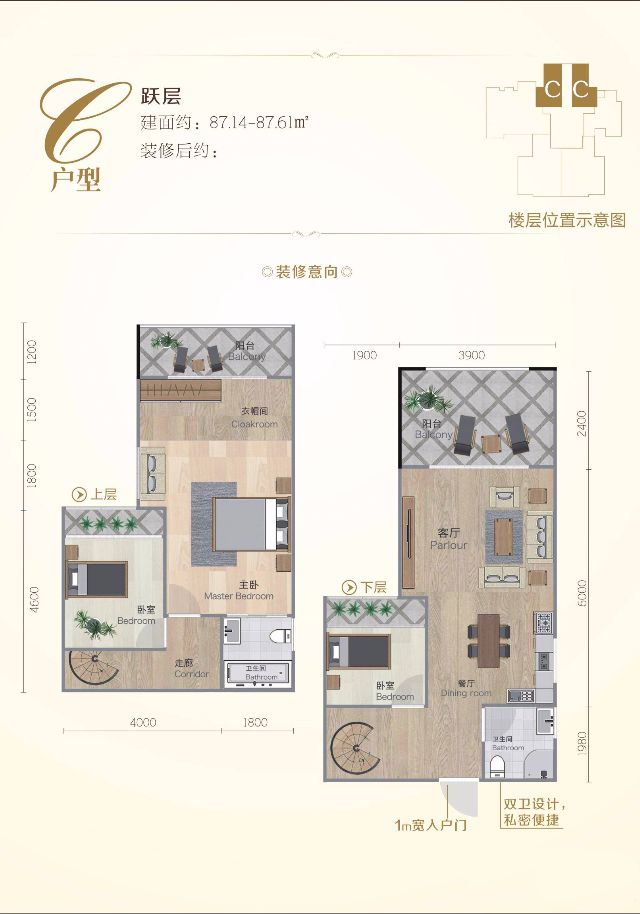 C
户型
跃层
建面约：87.14-87.61㎡
装修后约：
C C
楼层位置示意图
◎装修意向◎
1900
3900
1200
1500
1800
4600
阳台
Balcony
衣帽间
Cloakroom
上层
主卧
Master Bedroom
卧室
Bedroom
走廊
Corridor
卫生间
Bathroom
4000
1800
阳台
Balcony
2400
客厅
Parlour
6000
下层
卧室
Bedroom
餐厅
Dining room
卫生间
Bathroom
1980
1m宽入户门
双卫设计，
私密便捷